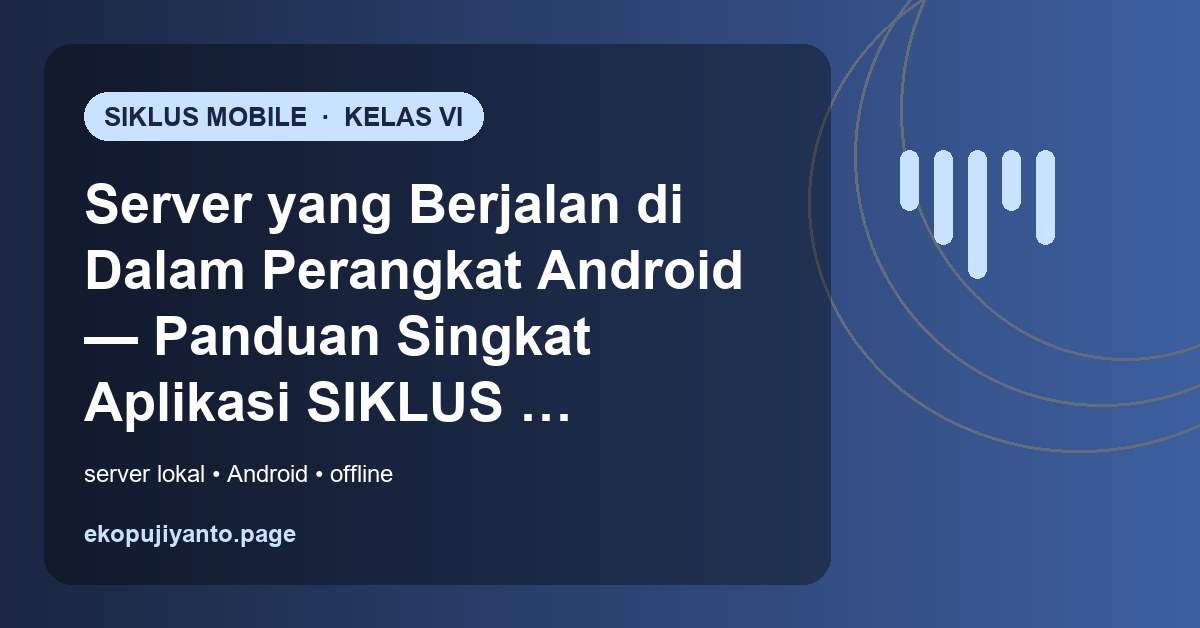 SIKLUS MOBILE · KELAS VI
Server yang Berjalan di
Dalam Perangkat Android
— Panduan Singkat
Aplikasi SIKLUS …
server lokal • Android • offline
ekopujiyanto.page